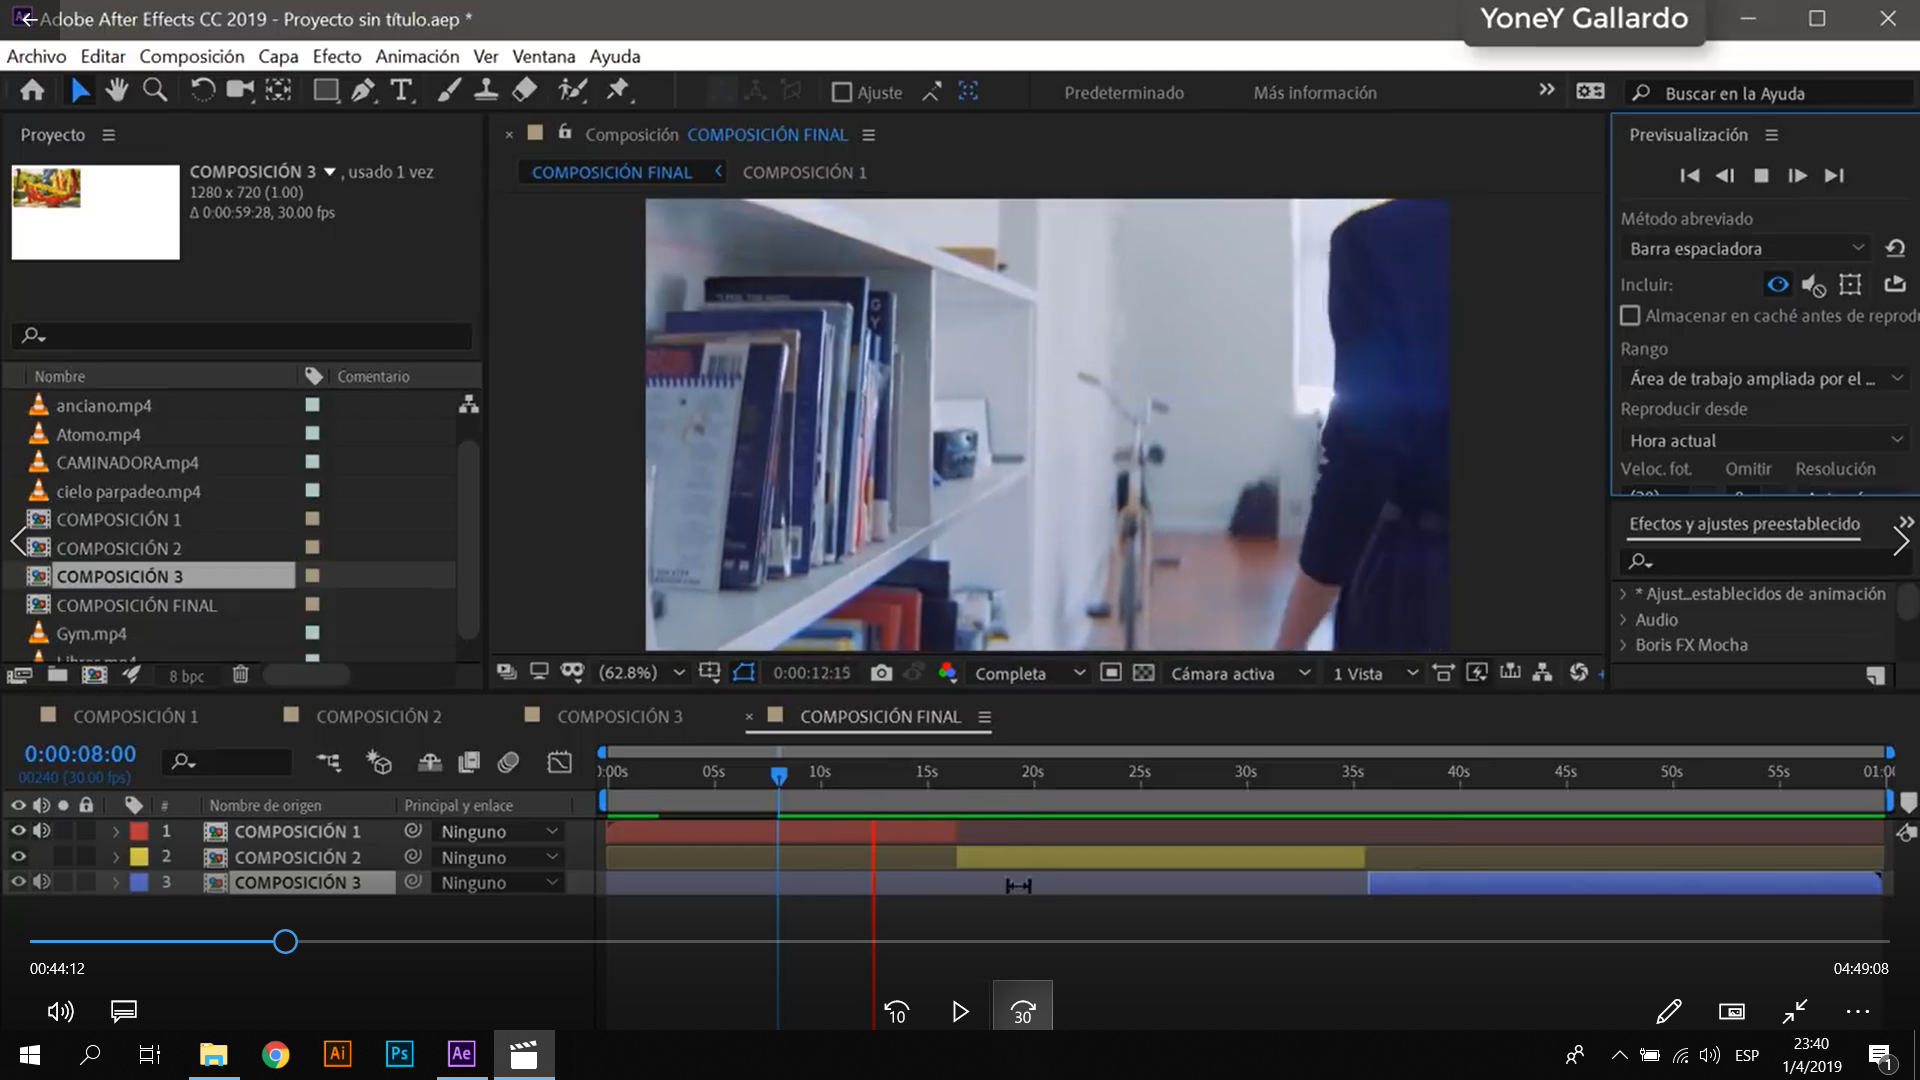 Adobe After Effects CC 2019 - Proyecto sin título.aep *
YoneY Gallardo
Archivo Editar Composición Capa Efecto Animación Ver Ventana Ayuda
Ajuste
Predeterminado
Más información
Buscar en la Ayuda
Proyecto
COMPOSICIÓN 3 , usado 1 vez
1280 x 720 (1.00)
Δ 0:00:59:28, 30.00 fps
Nombre Comentario
anciano.mp4
Atomo.mp4
CAMINADORA.mp4
cielo parpadeo.mp4
COMPOSICIÓN 1
COMPOSICIÓN 2
COMPOSICIÓN 3
COMPOSICIÓN FINAL
Gym.mp4
8 bpc
Composición COMPOSICIÓN FINAL
COMPOSICIÓN FINAL COMPOSICIÓN 1
(62.8%) 0:00:12:15 Completa Cámara activa 1 Vista
Previsualización
Método abreviado
Barra espaciadora
Incluir:
Almacenar en caché antes de reprod
Rango
Área de trabajo ampliada por el ...
Reproducir desde
Hora actual
Veloc. fot. Omitir Resolución
Efectos y ajustes preestablecido
* Ajust...establecidos de animación
Audio
Boris FX Mocha
COMPOSICIÓN 1 COMPOSICIÓN 2 COMPOSICIÓN 3 COMPOSICIÓN FINAL
0:00:08:00
00240 (30.00 fps)
):00s 05s 10s 15s 20s 25s 30s 35s 40s 45s 50s 55s 01:0(
# Nombre de origen Principal y enlace
1 COMPOSICIÓN 1 Ninguno
2 COMPOSICIÓN 2 Ninguno
3 COMPOSICIÓN 3 Ninguno
00:44:12 04:49:08
10 30
Ai Ps Ae
ESP
23:40
1/4/2019
1